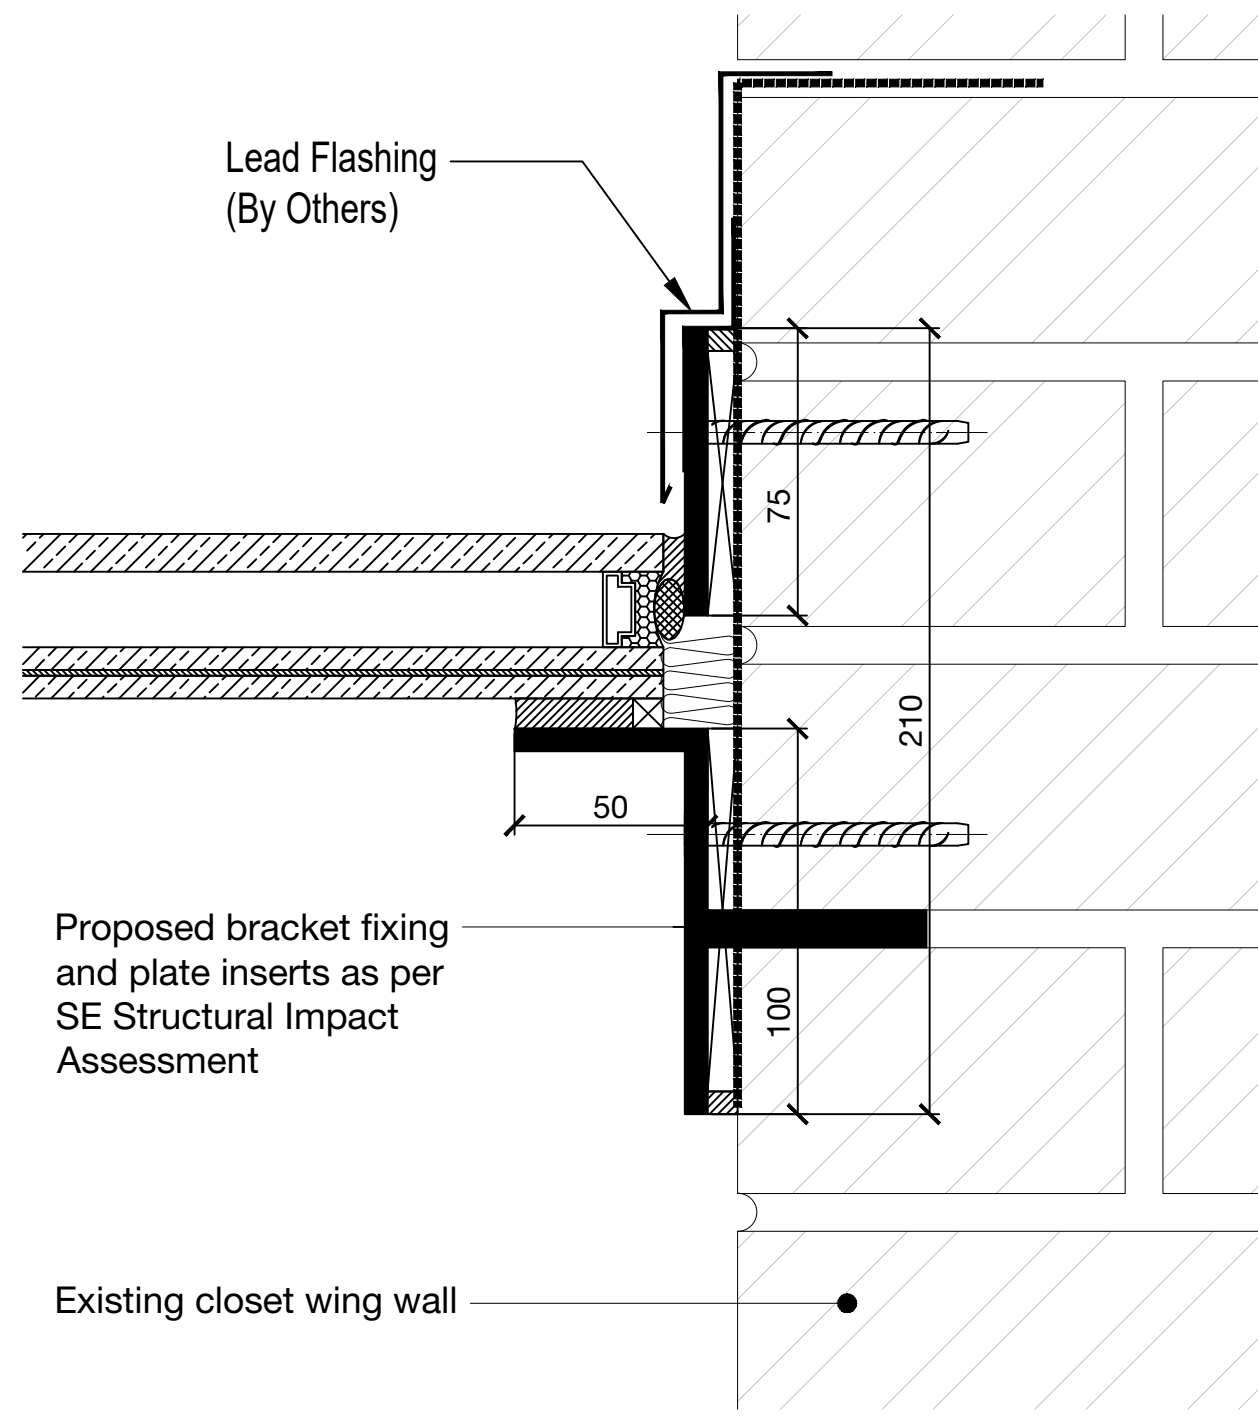 Lead Flashing
(By Others)
75
210
50
Proposed bracket fixing
and plate inserts as per
SE Structural Impact
Assessment
100
Existing closet wing wall